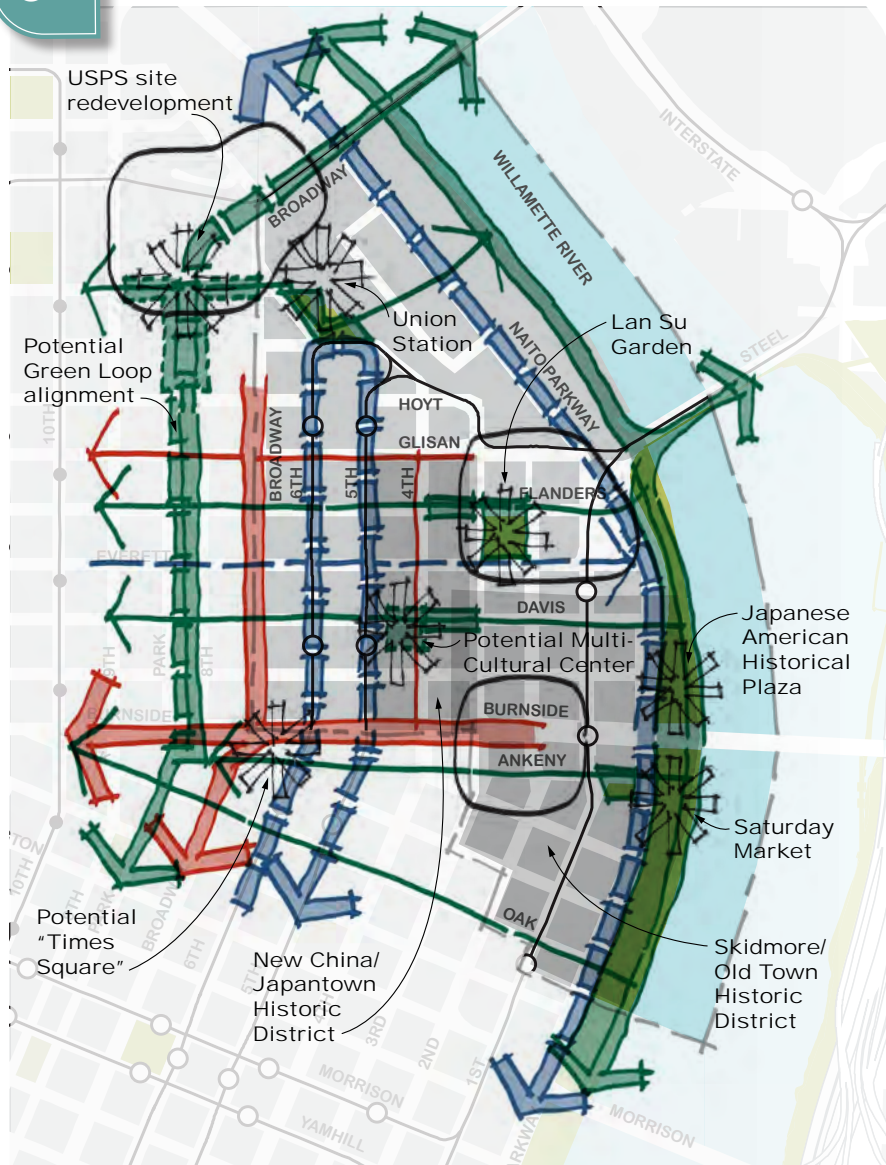 USPS site
redevelopment
INTERSTATE
WILLAMETTE RIVER
BROADWAY
Union
Station
Lan Su
Garden
STEEL
NAITO PARKWAY
Potential
Green Loop
alignment
10TH
HOYT
GLISAN
BROADWAY
6TH
5TH
4TH
FLANDERS
EVERETT
DAVIS
Japanese
American
Historical
Plaza
Potential Multi-
Cultural Center
9TH
PARK
8TH
BURNSIDE
BURNSIDE
ANKENY
Saturday
Market
10TH
PARK
6TH
5TH
4TH
OAK
Potential
"Times
Square"
New China/
Japantown
Historic
District
Skidmore/
Old Town
Historic
District
3RD
2ND
1ST
MORRISON
YAMHILL
MORRISON